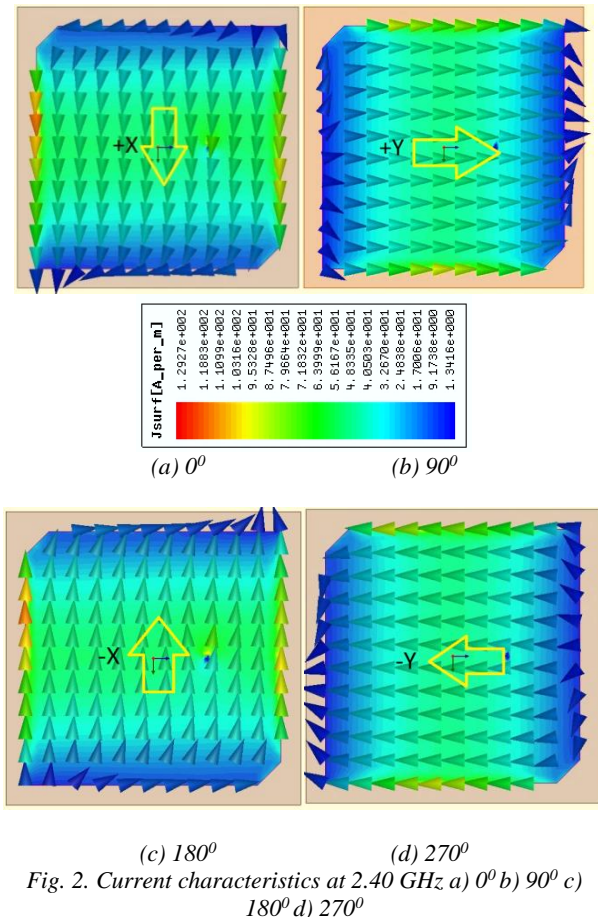 +X
+Y
Jsurf[A_per_m]
1.2927e+002
1.1883e+002
1.1099e+002
1.0316e+002
9.5328e+001
8.7496e+001
7.9664e+001
7.1832e+001
6.3999e+001
5.6167e+001
4.8335e+001
4.0503e+001
3.2670e+001
2.4838e+001
1.7006e+001
9.1738e+000
1.3416e+000
(a) 0⁰ (b) 90⁰
-X
-Y
(c) 180⁰ (d) 270⁰
Fig. 2. Current characteristics at 2.40 GHz a) 0⁰ b) 90⁰ c)
180⁰ d) 270⁰